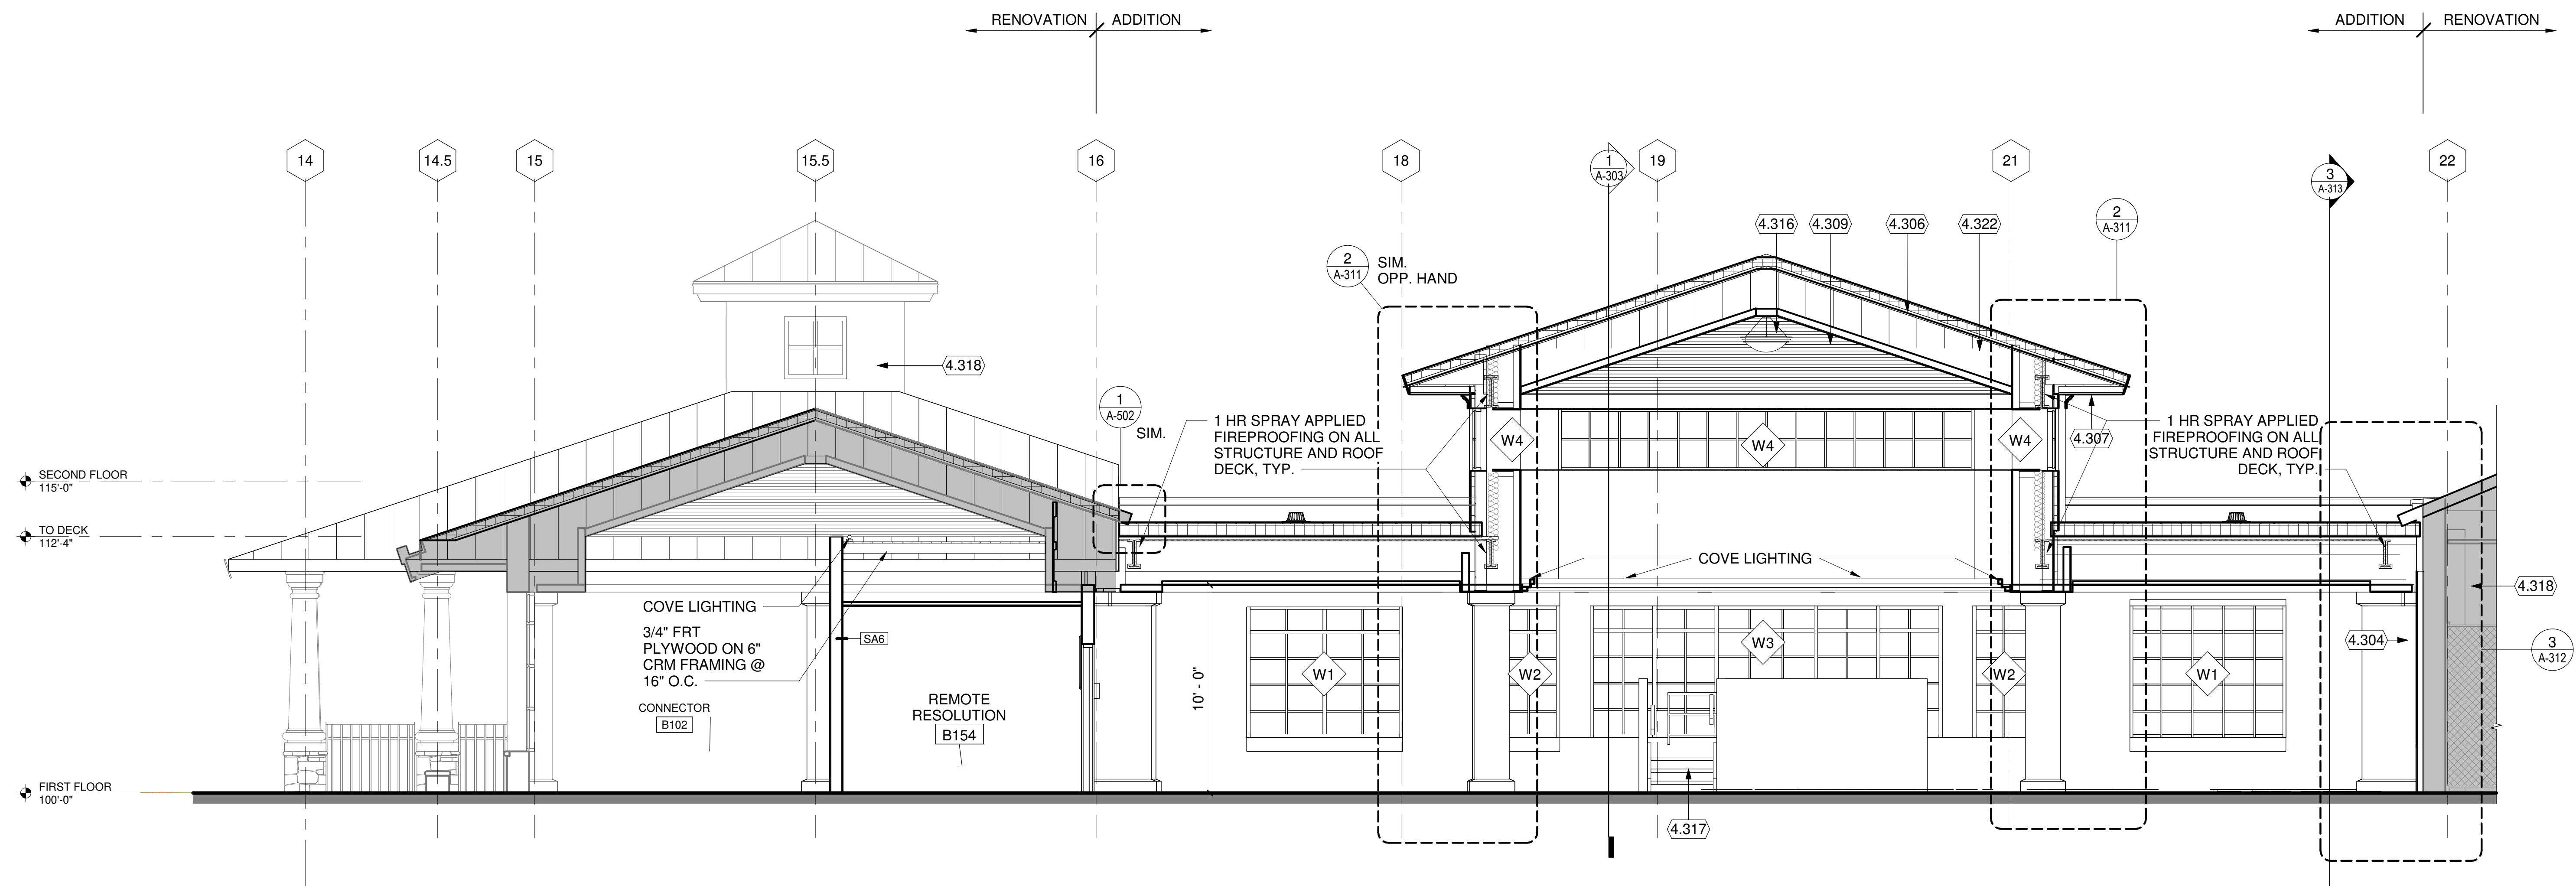 RENOVATION
ADDITION
ADDITION
RENOVATION
14
14.5
15
15.5
16
18
1
A-303
19
21
3
A-313
22
4.316
4.309
4.306
4.322
2
A-311
2
A-311
SIM.
OPP. HAND
4.318
1
A-502
SIM.
1 HR SPRAY APPLIED
FIREPROOFING ON ALL
STRUCTURE AND ROOF
DECK, TYP.
W4
W4
W4
4.307
1 HR SPRAY APPLIED
FIREPROOFING ON ALL
STRUCTURE AND ROOF
DECK, TYP.
SECOND FLOOR
115'-0"
TO DECK
112'-4"
COVE LIGHTING
COVE LIGHTING
3/4" FRT
PLYWOOD ON 6"
CRM FRAMING @
16" O.C.
SA6
CONNECTOR
B102
REMOTE
RESOLUTION
B154
10' - 0"
W1
W2
W3
W2
W1
4.318
4.304
3
A-312
FIRST FLOOR
100'-0"
4.317